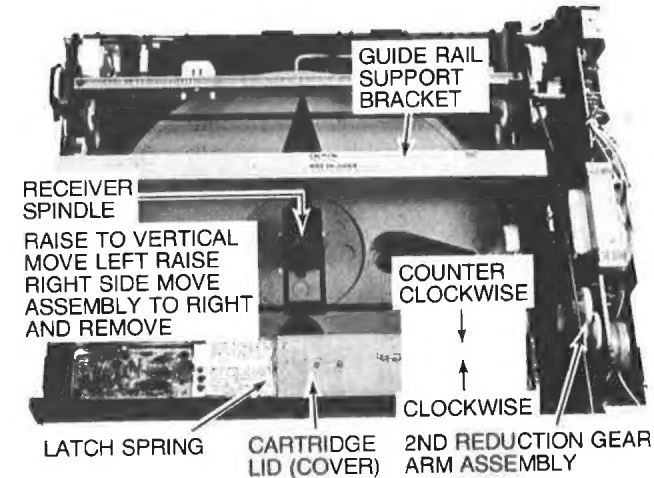 GUIDE RAIL
SUPPORT
BRACKET
RECEIVER
SPINDLE
RAISE TO VERTICAL
MOVE LEFT RAISE
RIGHT SIDE MOVE
ASSEMBLY TO RIGHT
AND REMOVE
COUNTER
CLOCKWISE
CLOCKWISE
LATCH SPRING
CARTRIDGE
LID (COVER)
2ND REDUCTION GEAR
ARM ASSEMBLY